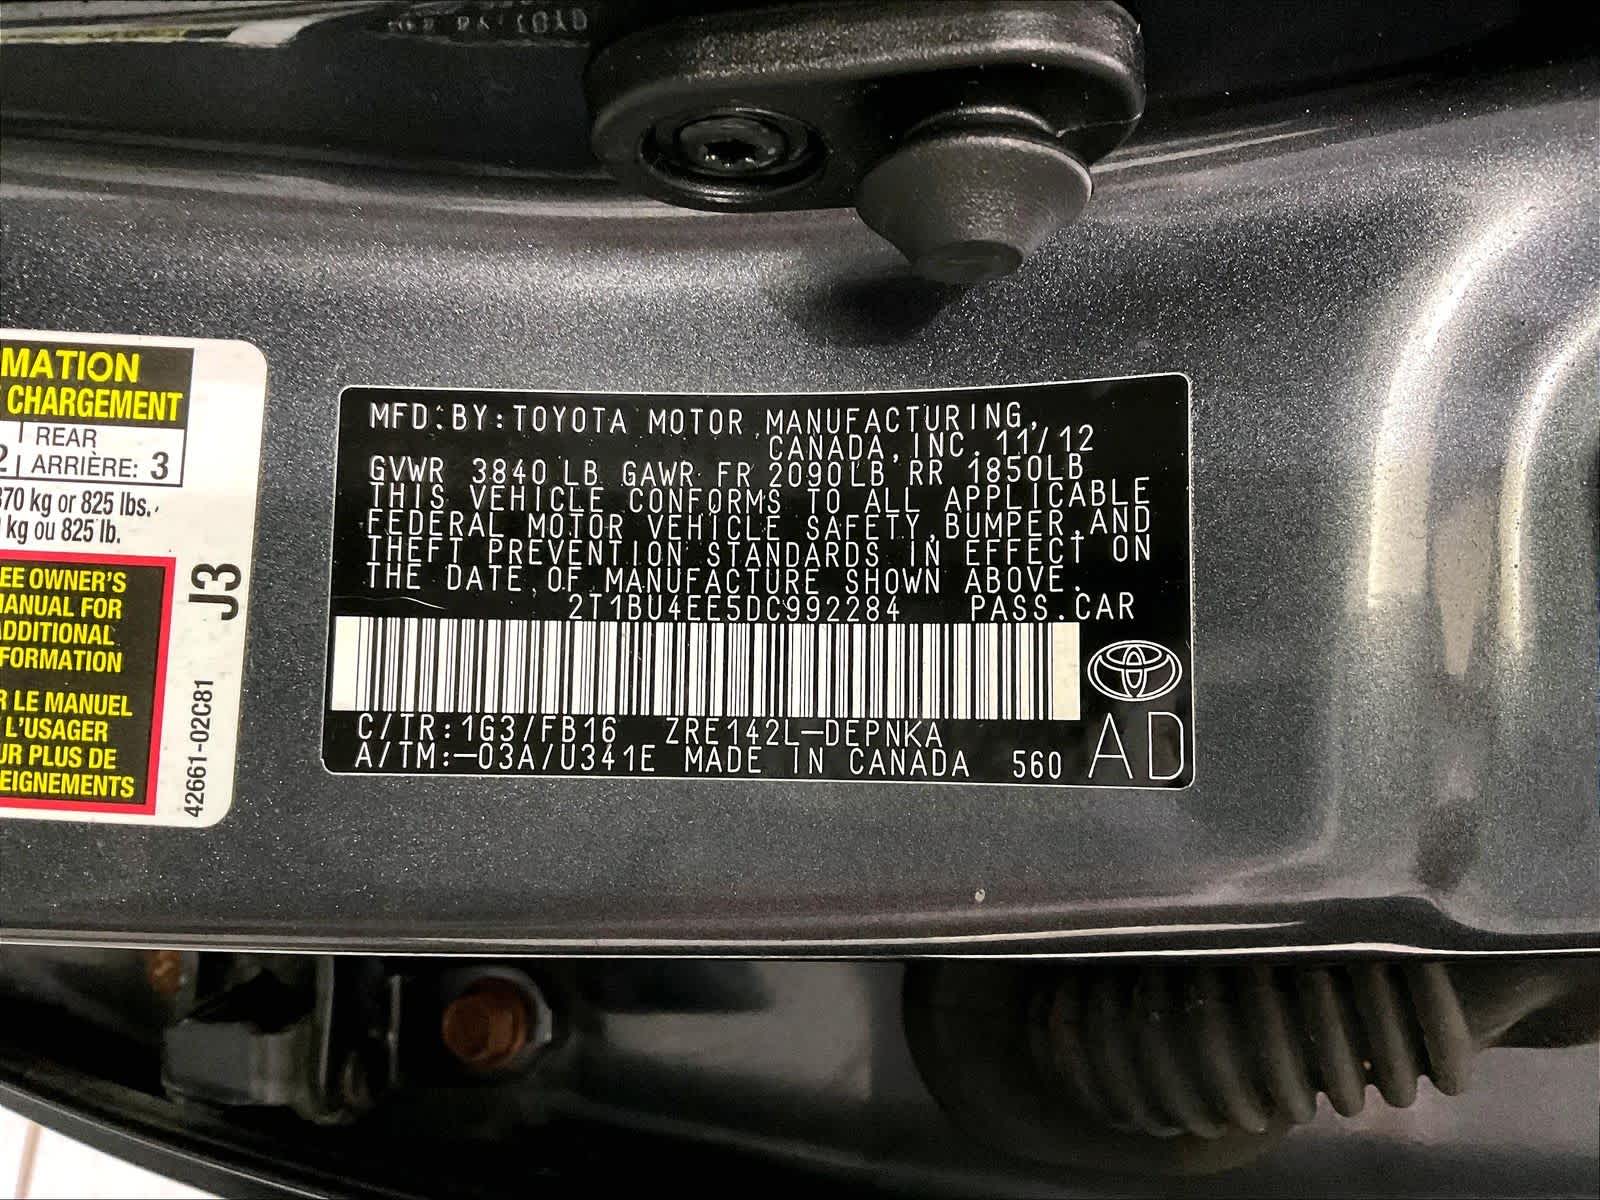 MATION
CHARGEMENT
2 REAR
ARRIÈRE: 3
370 kg or 825 lbs.
kg ou 825 lb.
EE OWNER'S
MANUAL FOR
ADDITIONAL
FORMATION
R LE MANUEL
L'USAGER
UR PLUS DE
EIGNEMENTS
J3
42661-02C81
MFD.BY:TOYOTA MOTOR MANUFACTURING,
CANADA,INC. 11/12
GVWR 3840 LB GAWR FR 2090LB RR 1850LB
THIS VEHICLE CONFORMS TO ALL APPLICABLE
FEDERAL MOTOR VEHICLE SAFETY,BUMPER,AND
THEFT PREVENTION STANDARDS IN EFFECT ON
THE DATE OF MANUFACTURE SHOWN ABOVE.
2T1BU4EE5DC992284 PASS.CAR
C/TR:1G3/FB16 ZRE142L-DEPNKA
A/TM:-03A/U341E MADE IN CANADA 560
AD